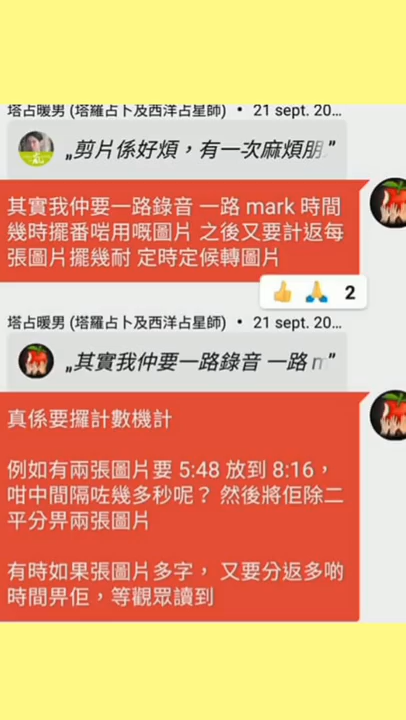 塔占暖男 (塔羅占卜及西洋占星師) • 21 sept. 20...
„剪片係好煩，有一次麻煩朋”
其實我仲要一路錄音 一路 mark 時間
幾時擺番啱用嘅圖片 之後又要計返每
張圖片擺幾耐 定時定候轉圖片
👍 🙏 2
塔占暖男 (塔羅占卜及西洋占星師) • 21 sept. 20...
„其實我仲要一路錄音 一路 m”
真係要攞計數機計
例如有兩張圖片要 5:48 放到 8:16，
咁中間隔咗幾多秒呢？ 然後將佢除二
平分畀兩張圖片
有時如果張圖片多字， 又要分返多啲
時間畀佢，等觀眾讀到